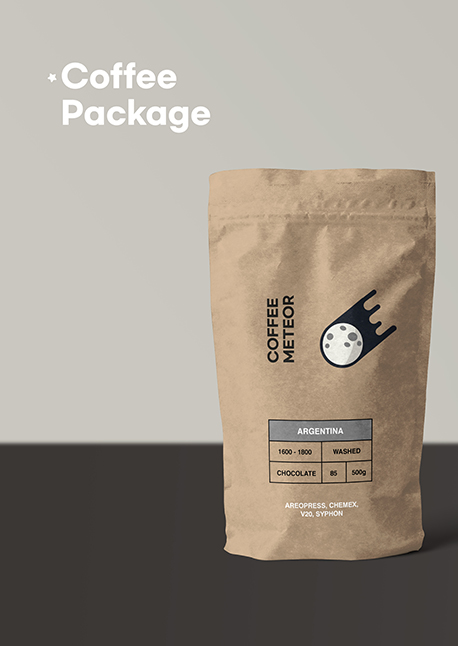 Coffee
Package
COFFEE
METEOR
ARGENTINA
1600 - 1800 WASHED
CHOCOLATE 85 500g
AREOPRESS, CHEMEX,
V20, SYPHON